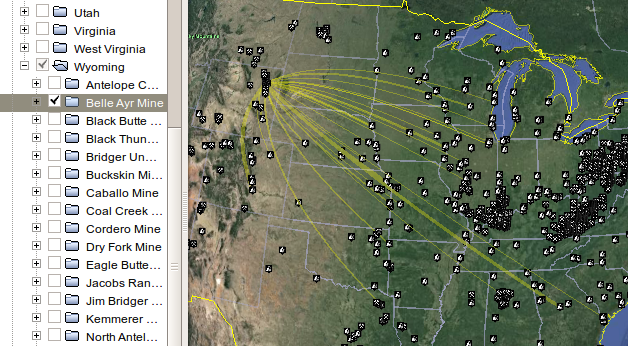 Utah
Virginia
West Virginia
Wyoming
Antelope C...
Belle Ayr Mine
Black Butte ...
Black Thun...
Bridger Un...
Buckskin Mi...
Caballo Mine
Coal Creek ...
Cordero Mine
Dry Fork Mine
Eagle Butte...
Jacobs Ran...
Jim Bridger ...
Kemmerer ...
North Antel...